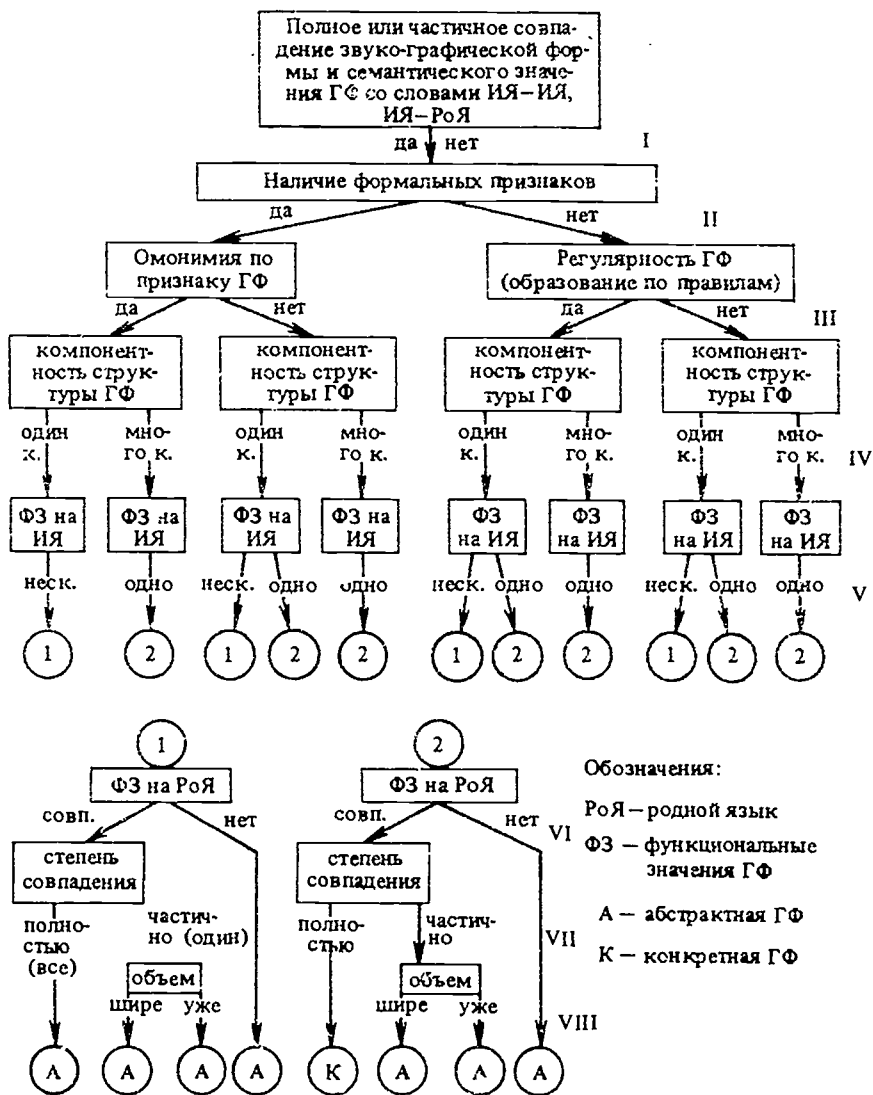 Полное или частичное совпа-
дение звуко-графической фор-
мы и семантического значе-
ния ГФ со словами ИЯ–ИЯ,
ИЯ–РоЯ
да нет I
Наличие формальных признаков
да нет II
Омонимия по
признаку ГФ
Регулярность ГФ
(образование по правилам)
да нет да нет III
компонент-
ность струк-
туры ГФ
компонент-
ность струк-
туры ГФ
компонент-
ность струк-
туры ГФ
компонент-
ность струк-
туры ГФ
один
к.
мно-
го к.
один
к.
мно-
го к.
один
к.
мно-
го к.
один
к.
мно-
го к.
IV
ФЗ на
ИЯ
ФЗ на
ИЯ
ФЗ на
ИЯ
ФЗ на
ИЯ
ФЗ
на ИЯ
ФЗ
на ИЯ
ФЗ
на ИЯ
ФЗ
на ИЯ
неск. одно неск. одно одно неск. одно одно неск. одно одно V
1 2 1 2 2 1 2 2 1 2 2
1
ФЗ на РоЯ
совп. нет
степень
совпадения
полно-
стью
(все)
частич-
но (один)
объем
шире уже
А А А А
2
ФЗ на РоЯ
совп. нет VI
степень
совпадения
полно-
стью
частич-
но
VII
объем
шире уже VIII
К А А А
Обозначения:
РоЯ – родной язык
ФЗ – функциональные
значения ГФ
А – абстрактная ГФ
К – конкретная ГФ